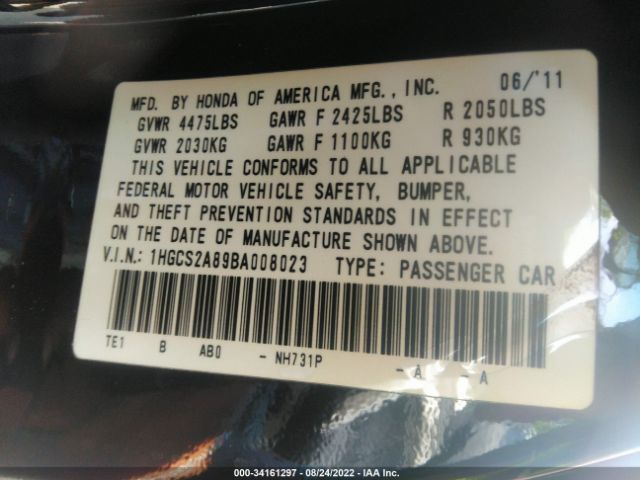 MFD. BY HONDA OF AMERICA MFG., INC. 06/'11
GVWR 4475LBS GAWR F 2425LBS R 2050LBS
GVWR 2030KG GAWR F 1100KG R 930KG
THIS VEHICLE CONFORMS TO ALL APPLICABLE
FEDERAL MOTOR VEHICLE SAFETY, BUMPER,
AND THEFT PREVENTION STANDARDS IN EFFECT
ON THE DATE OF MANUFACTURE SHOWN ABOVE.
V.I.N.: 1HGCS2A89BA008023 TYPE: PASSENGER CAR
TE1 B AB0 - NH731P - A - A
000-34161297 - 08/24/2022 - IAA Inc.